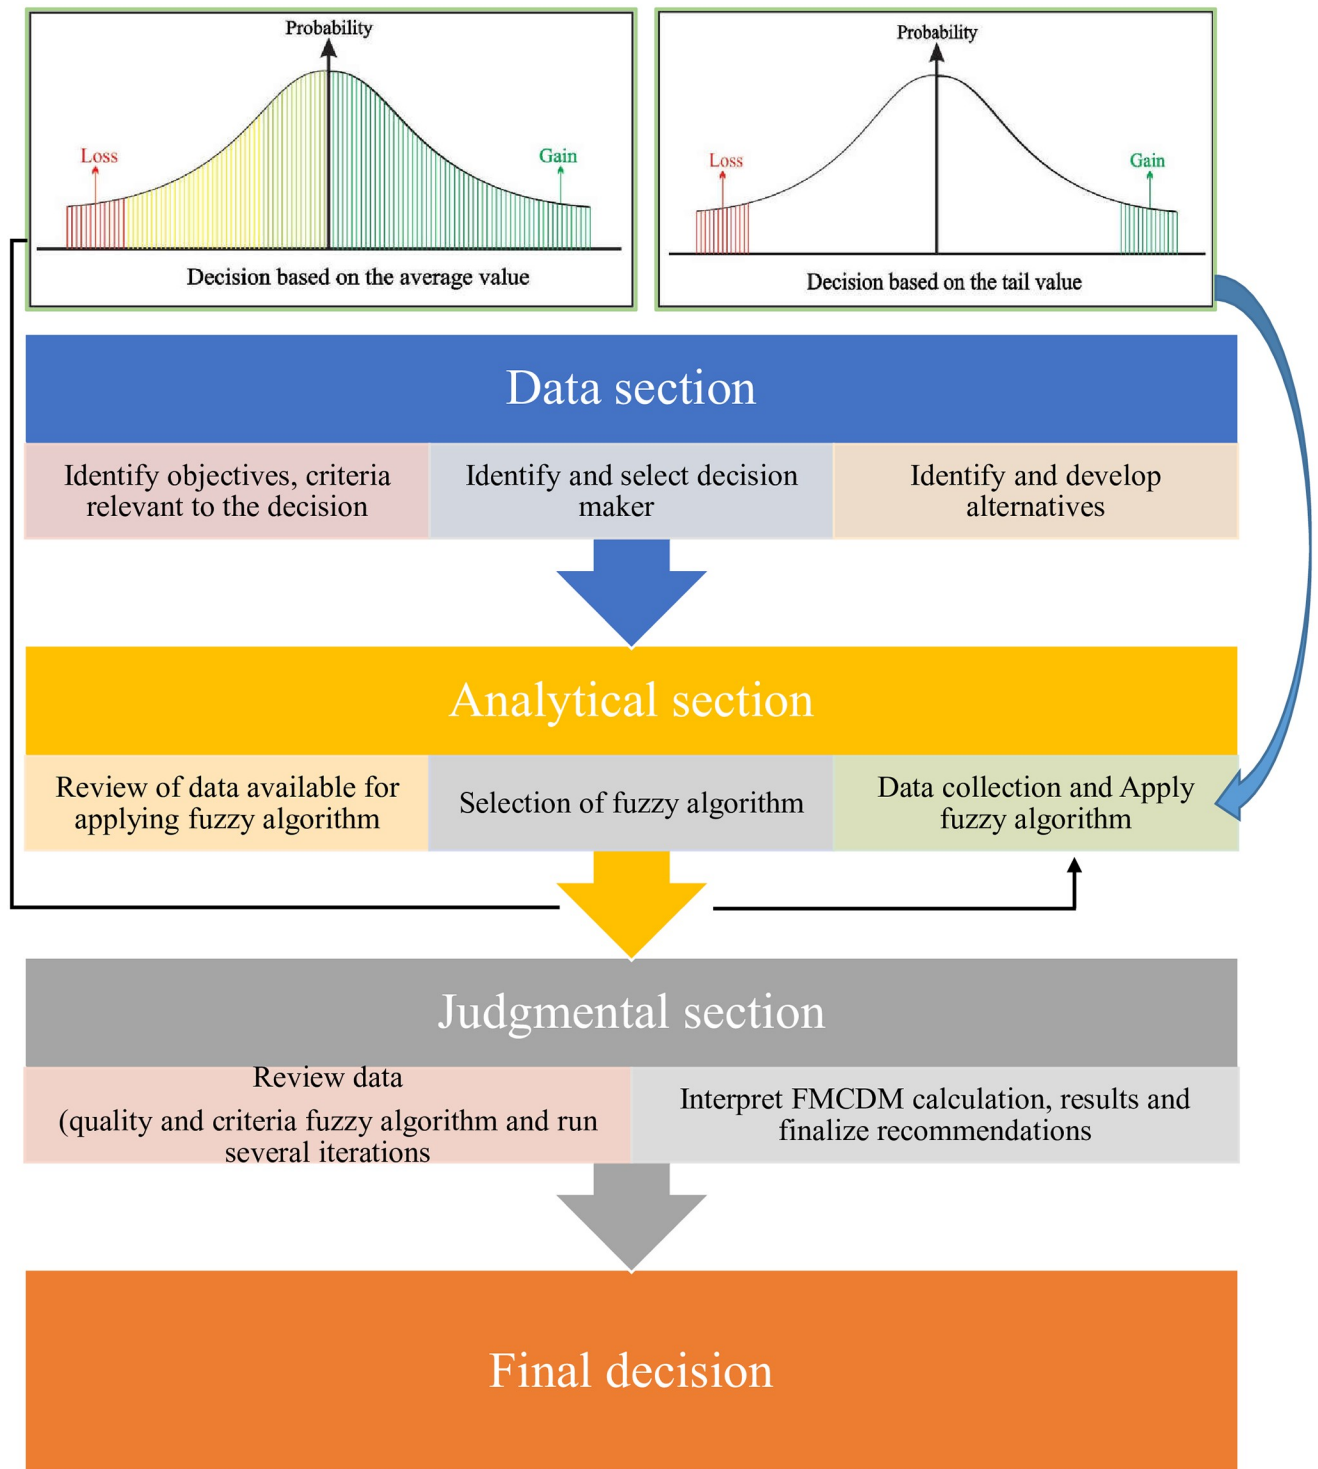 Probability
Loss
Gain
Decision based on the average value
Probability
Loss
Gain
Decision based on the tail value
Data section
Identify objectives, criteria
relevant to the decision
Identify and select decision
maker
Identify and develop
alternatives
Analytical section
Review of data available for
applying fuzzy algorithm
Selection of fuzzy algorithm
Data collection and Apply
fuzzy algorithm
Judgmental section
Review data
(quality and criteria fuzzy algorithm and run
several iterations
Interpret FMCDM calculation, results and
finalize recommendations
Final decision